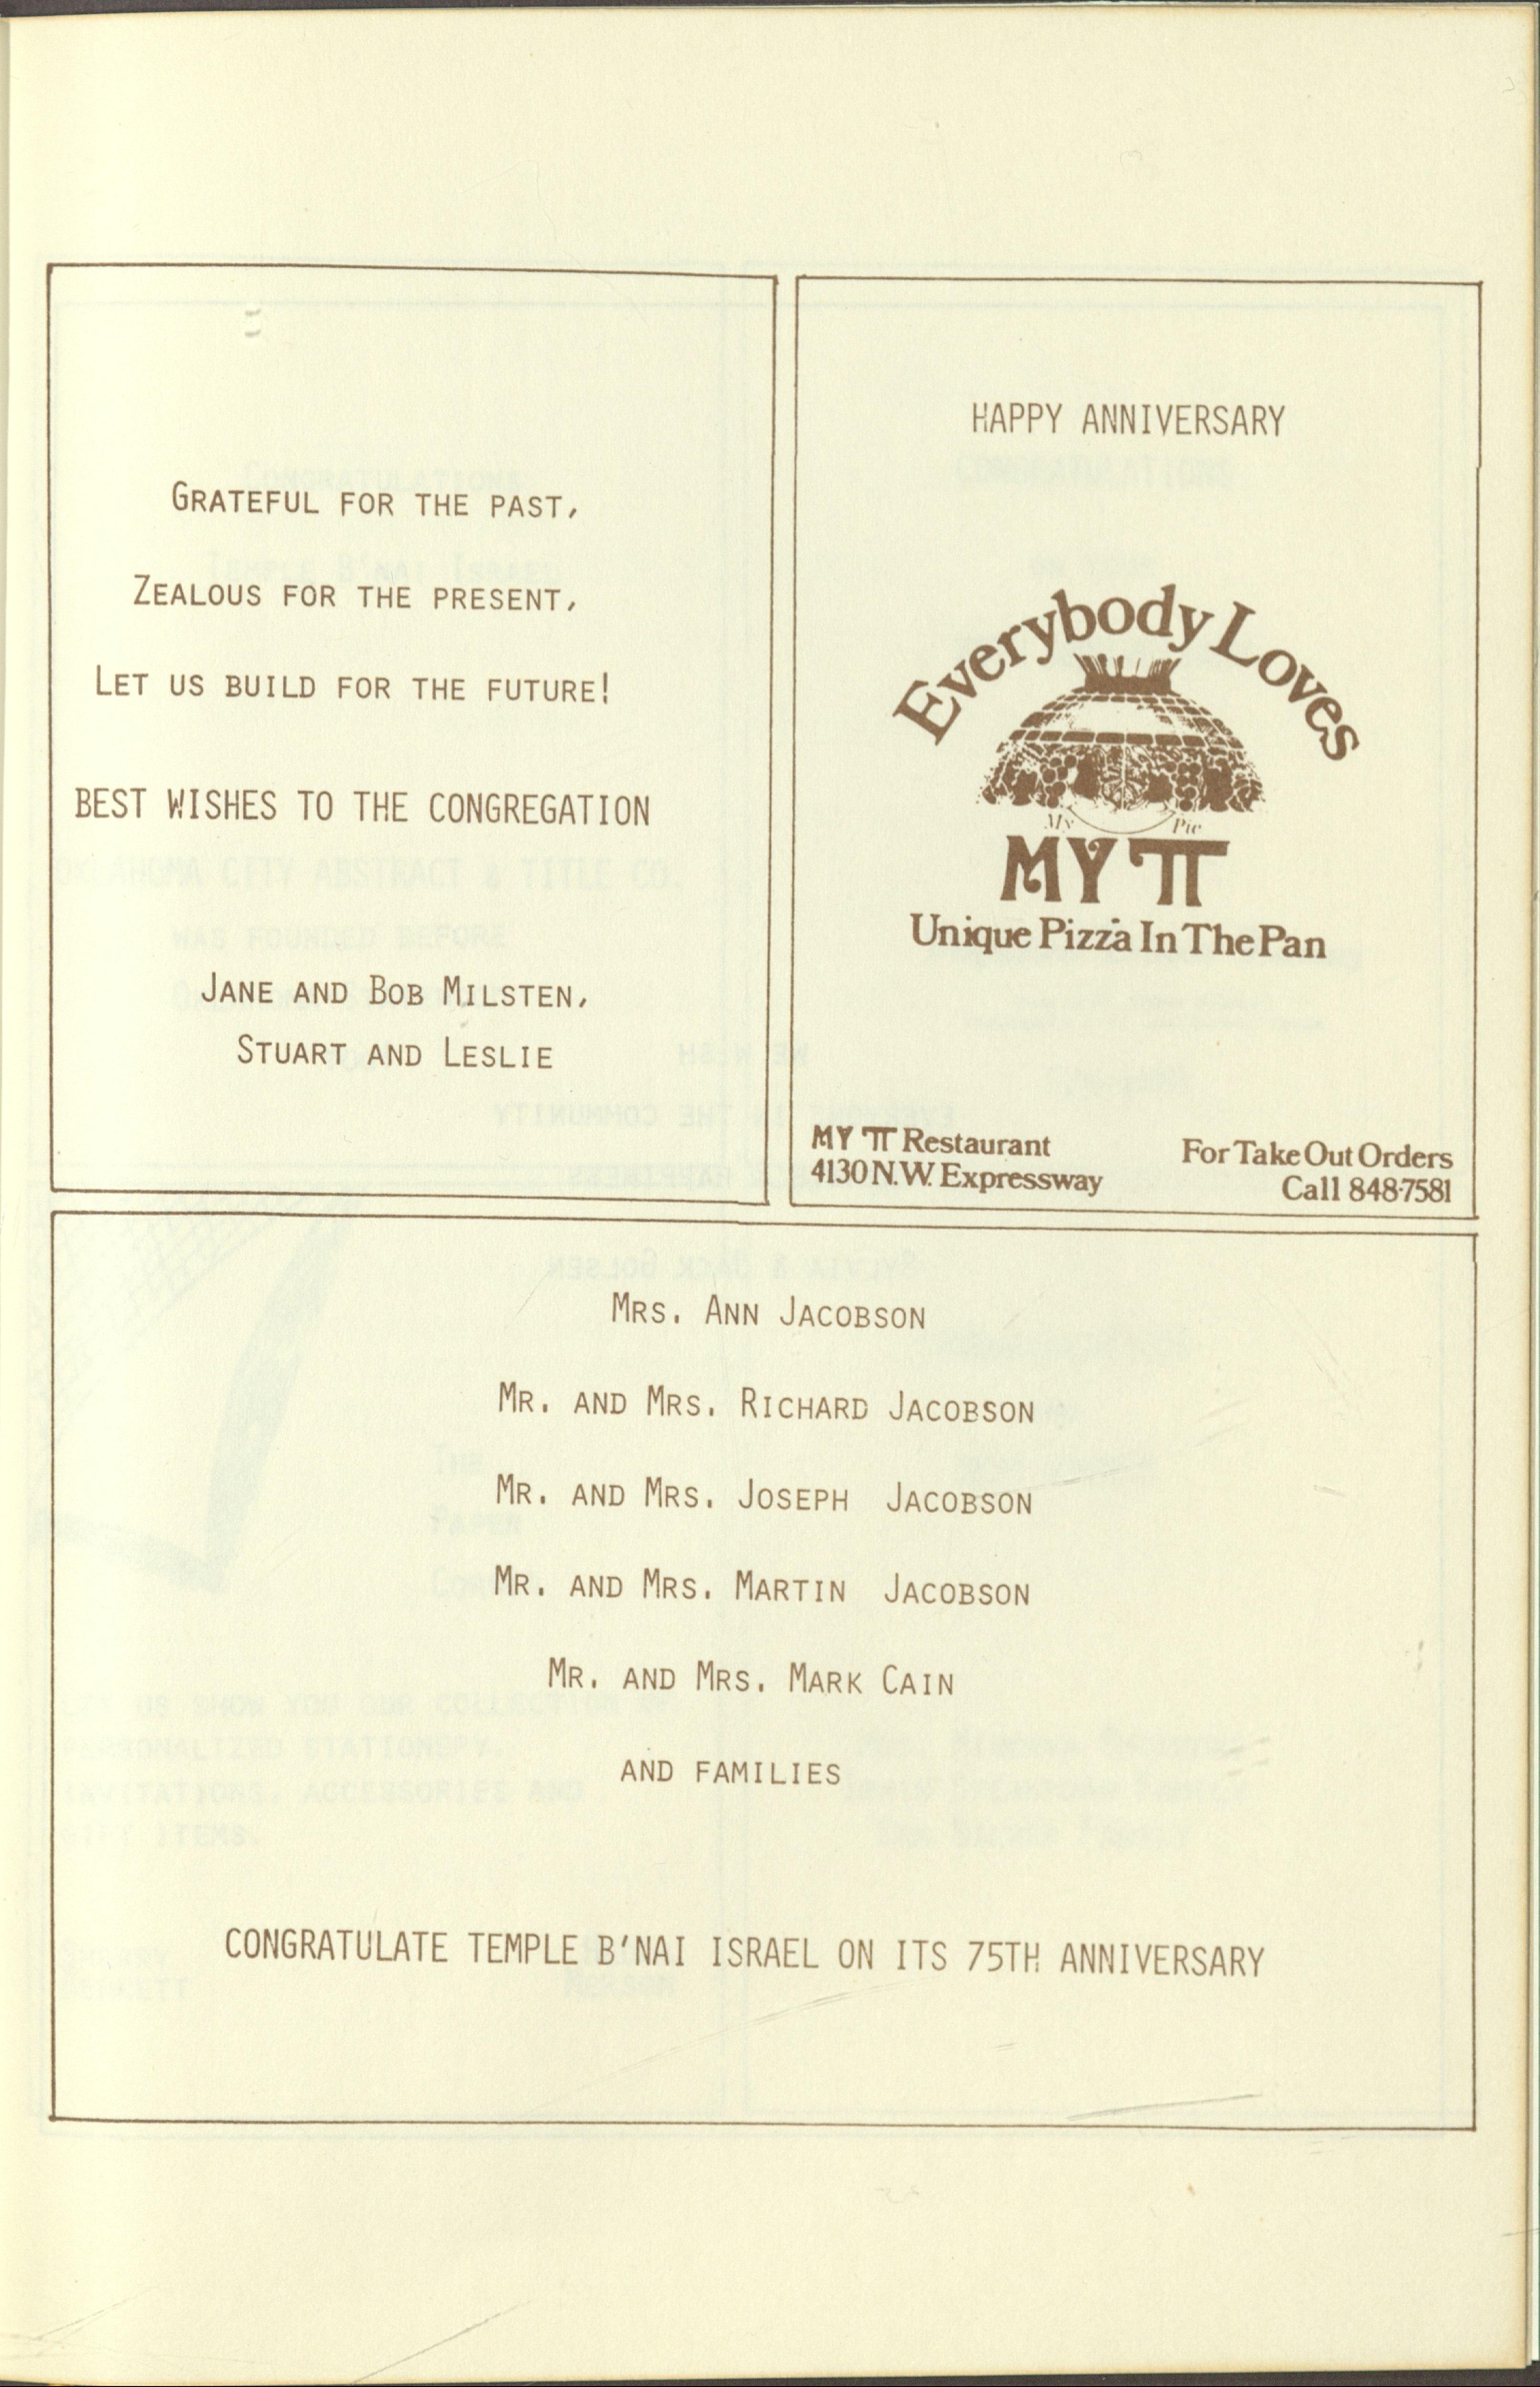 GRATEFUL FOR THE PAST,
ZEALOUS FOR THE PRESENT,
LET US BUILD FOR THE FUTURE!
BEST WISHES TO THE CONGREGATION
JANE AND BOB MILSTEN,
STUART AND LESLIE
HAPPY ANNIVERSARY
Everybody Loves
My Pie
MY π
Unique Pizza In The Pan
MY π Restaurant
4130 N.W. Expressway
For Take Out Orders
Call 848-7581
MRS. ANN JACOBSON
MR. AND MRS. RICHARD JACOBSON
MR. AND MRS. JOSEPH JACOBSON
MR. AND MRS. MARTIN JACOBSON
MR. AND MRS. MARK CAIN
AND FAMILIES
CONGRATULATE TEMPLE B'NAI ISRAEL ON ITS 75TH ANNIVERSARY